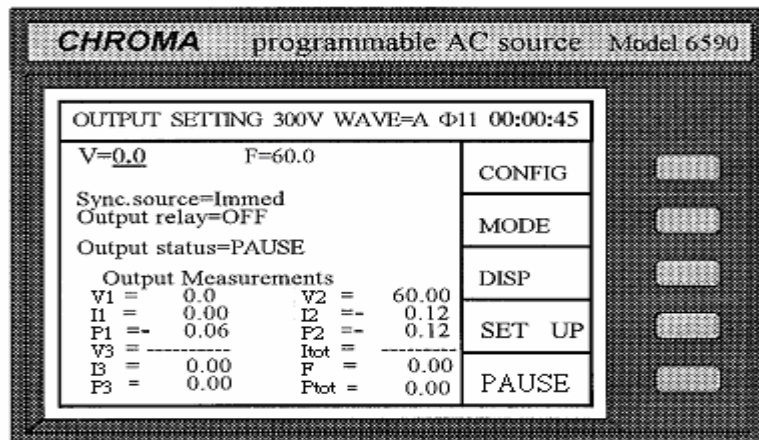 CHROMA programmable AC source Model 6590
OUTPUT SETTING 300V WAVE=A Φ11 00:00:45
V=0.0 F=60.0
Sync.source=Immed
Output relay=OFF
Output status=PAUSE
Output Measurements
V1 = 0.0 V2 = 60.00
I1 = 0.00 I2 =- 0.12
P1 =- 0.06 P2 =- 0.12
V3 = --------- Itot = ---------
I3 = 0.00 F = 0.00
P3 = 0.00 Ptot = 0.00
CONFIG
MODE
DISP
SET UP
PAUSE